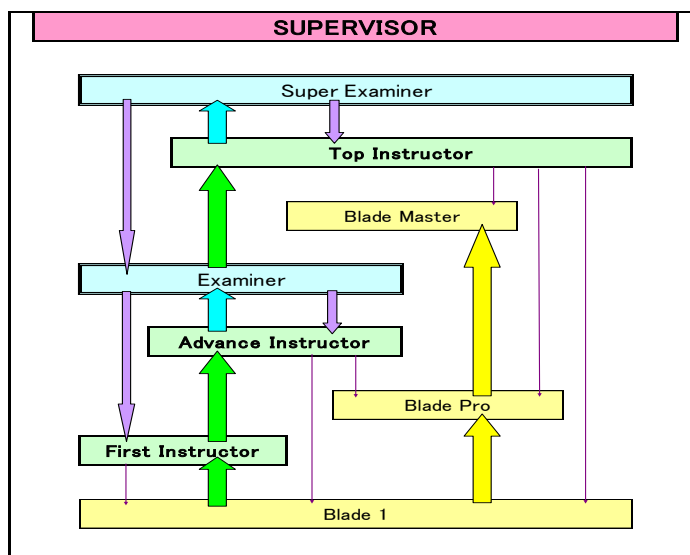 SUPERVISOR
Super Examiner
Top Instructor
Blade Master
Examiner
Advance Instructor
Blade Pro
First Instructor
Blade 1